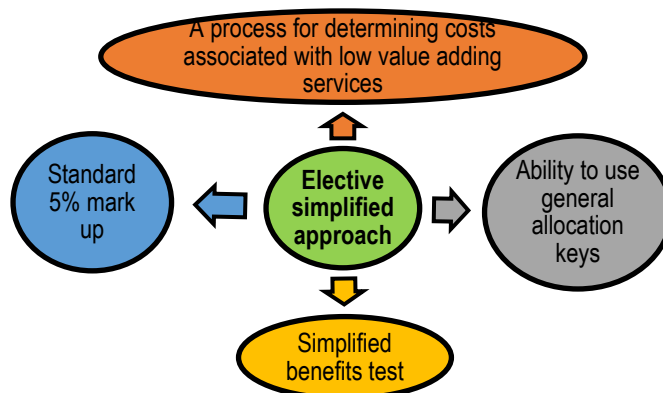 A process for determining costs
associated with low value adding
services
Standard
5% mark
up
Elective
simplified
approach
Ability to use
general
allocation
keys
Simplified
benefits test